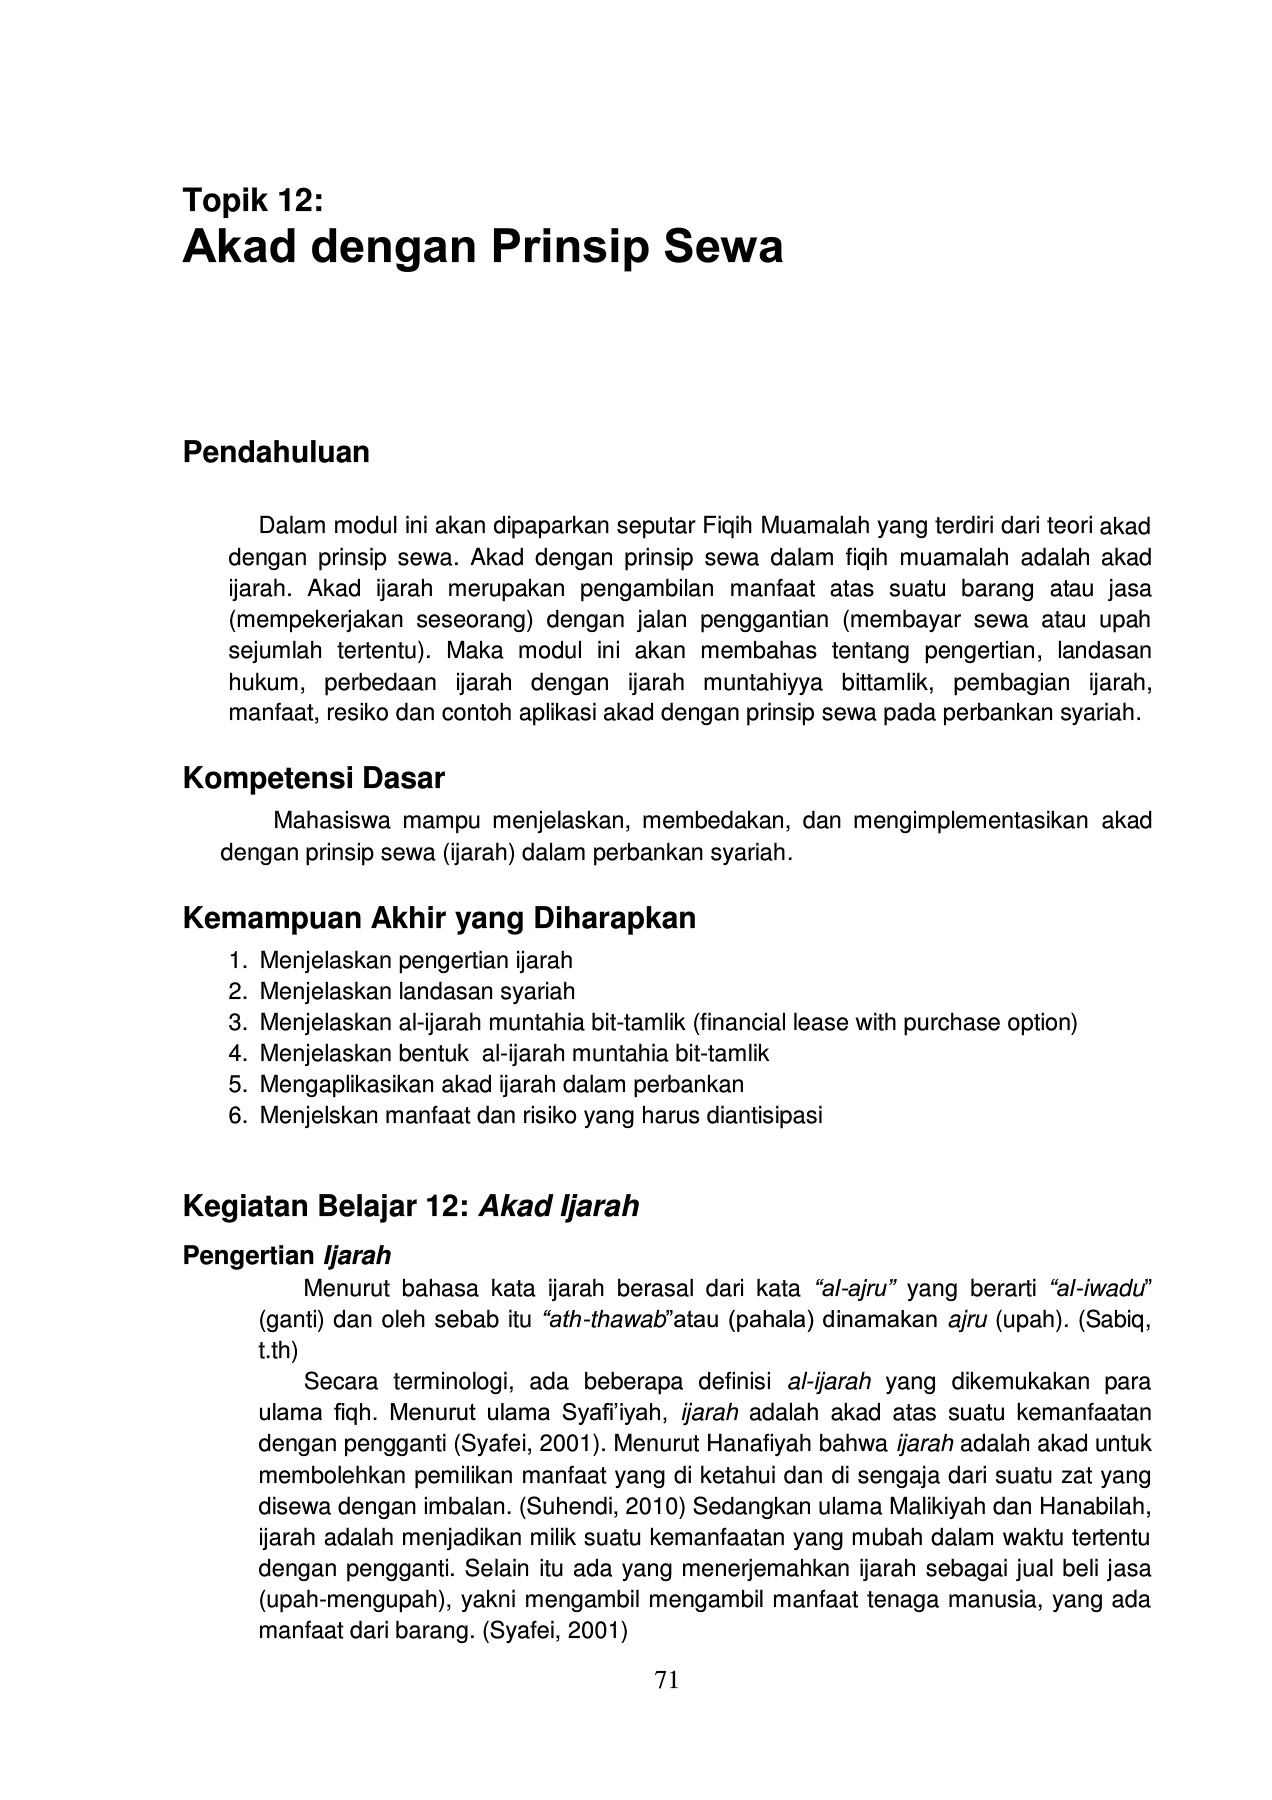 Topik 12:
Akad dengan Prinsip Sewa
Pendahuluan
Dalam modul ini akan dipaparkan seputar Fiqih Muamalah yang terdiri dari teori akad
dengan prinsip sewa. Akad dengan prinsip sewa dalam fiqih muamalah adalah akad
ijarah. Akad ijarah merupakan pengambilan manfaat atas suatu barang atau jasa
(mempekerjakan seseorang) dengan jalan penggantian (membayar sewa atau upah
sejumlah tertentu). Maka modul ini akan membahas tentang pengertian, landasan
hukum, perbedaan ijarah dengan ijarah muntahiyya bittamlik, pembagian ijarah,
manfaat, resiko dan contoh aplikasi akad dengan prinsip sewa pada perbankan syariah.
Kompetensi Dasar
Mahasiswa mampu menjelaskan, membedakan, dan mengimplementasikan akad
dengan prinsip sewa (ijarah) dalam perbankan syariah.
Kemampuan Akhir yang Diharapkan
1. Menjelaskan pengertian ijarah
2. Menjelaskan landasan syariah
3. Menjelaskan al-ijarah muntahia bit-tamlik (financial lease with purchase option)
4. Menjelaskan bentuk  al-ijarah muntahia bit-tamlik
5. Mengaplikasikan akad ijarah dalam perbankan
6. Menjelskan manfaat dan risiko yang harus diantisipasi
Kegiatan Belajar 12: Akad Ijarah
Pengertian Ijarah
Menurut bahasa kata ijarah berasal dari kata “al-ajru” yang berarti “al-iwadu”
(ganti) dan oleh sebab itu “ath-thawab”atau (pahala) dinamakan ajru (upah). (Sabiq,
t.th)
Secara terminologi, ada beberapa definisi al-ijarah yang dikemukakan para
ulama fiqh. Menurut ulama Syafi’iyah, ijarah adalah akad atas suatu kemanfaatan
dengan pengganti (Syafei, 2001). Menurut Hanafiyah bahwa ijarah adalah akad untuk
membolehkan pemilikan manfaat yang di ketahui dan di sengaja dari suatu zat yang
disewa dengan imbalan. (Suhendi, 2010) Sedangkan ulama Malikiyah dan Hanabilah,
ijarah adalah menjadikan milik suatu kemanfaatan yang mubah dalam waktu tertentu
dengan pengganti. Selain itu ada yang menerjemahkan ijarah sebagai jual beli jasa
(upah-mengupah), yakni mengambil mengambil manfaat tenaga manusia, yang ada
manfaat dari barang. (Syafei, 2001)
71